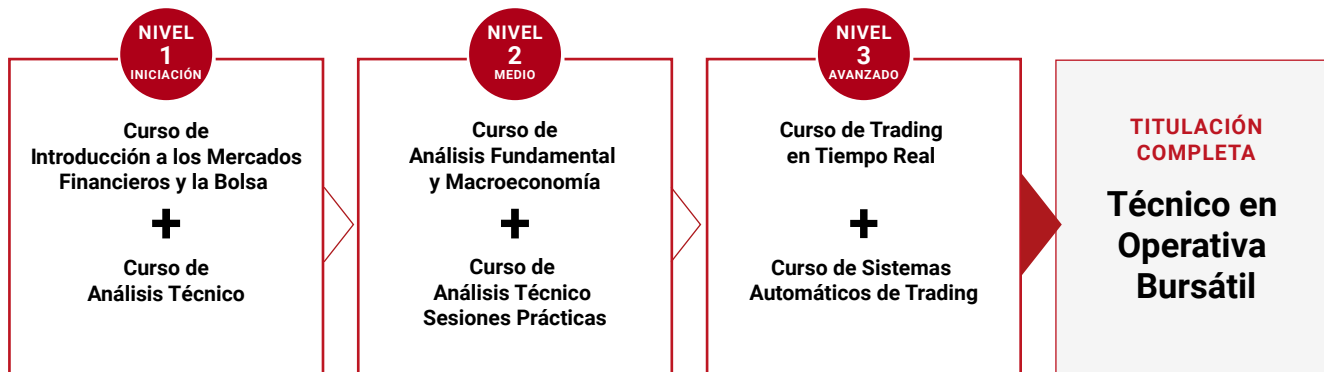 NIVEL
1
INICIACIÓN
Curso de
Introducción a los Mercados
Financieros y la Bolsa
+
Curso de
Análisis Técnico
NIVEL
2
MEDIO
Curso de
Análisis Fundamental
y Macroeconomía
+
Curso de
Análisis Técnico
Sesiones Prácticas
NIVEL
3
AVANZADO
Curso de Trading
en Tiempo Real
+
Curso de Sistemas
Automáticos de Trading
TITULACIÓN
COMPLETA
Técnico en
Operativa
Bursátil